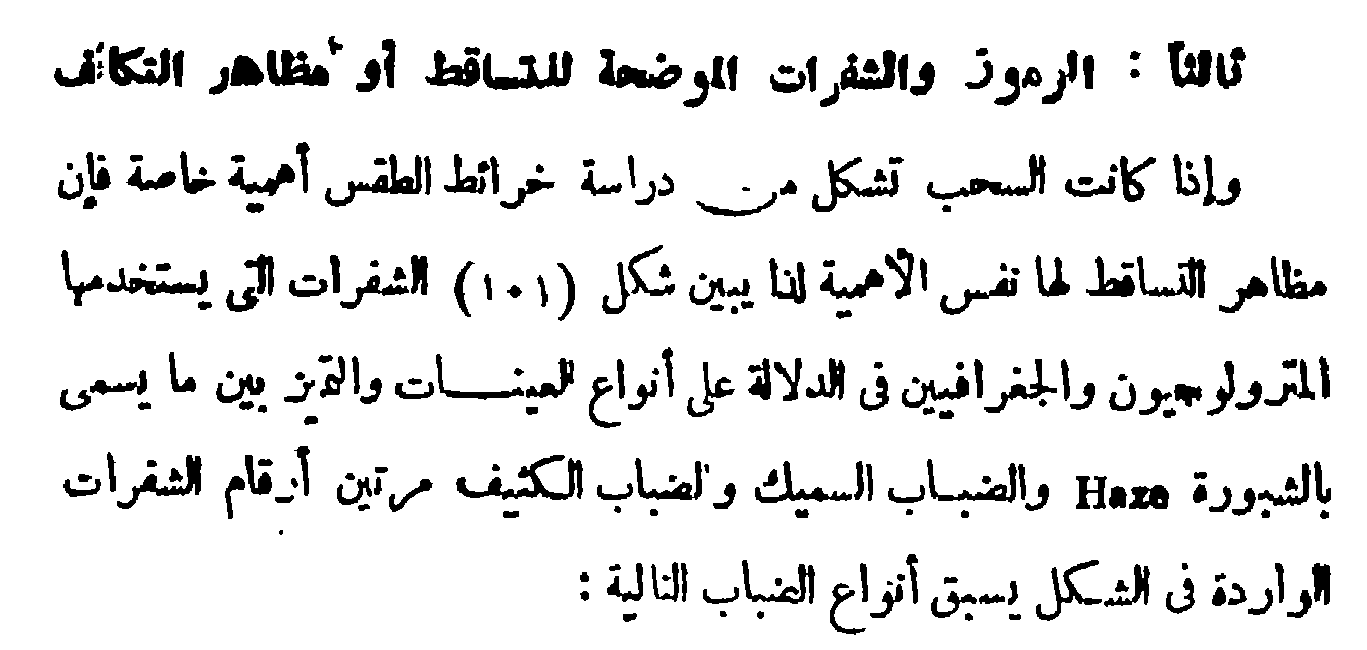 ثالثاً : الرموز والشفرات الموضحة للتساقط أو مظاهر التكاثف
وإذا كانت السحب تشكل من دراسة خرائط الطقس أهمية خاصة فإن
مظاهر التساقط لها نفس الأهمية لذا يبين شكل (١٠١) الشفرات التى يستخدمها
المترولوجيون والجغرافيين فى الدلالة على أنواع العينـــات والتميز بين ما يسمى
بالشبورة Haze والضبـاب السميك والضباب الكثيف مرتين أرقام الشفرات
الواردة فى الشكل يسبق أنواع الضباب التالية :